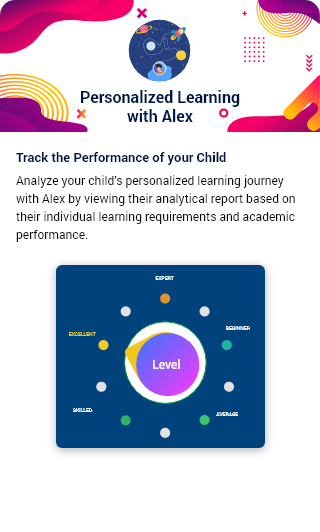 Personalized Learning
with Alex
Track the Performance of your Child
Analyze your child's personalized learning journey
with Alex by viewing their analytical report based on
their individual learning requirements and academic
performance.
EXPERT
BEGINNER
EXCELLENT
Level
SKILLED
AVERAGE